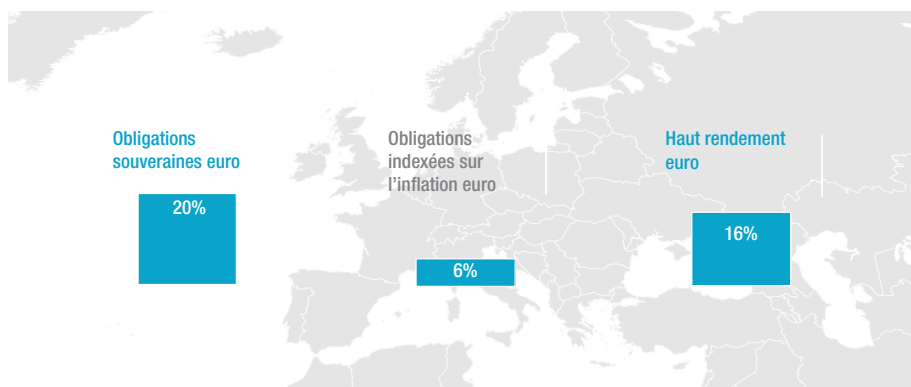 Obligations
souveraines euro
20%
Obligations
indexées sur
l'inflation euro
6%
Haut rendement
euro
16%